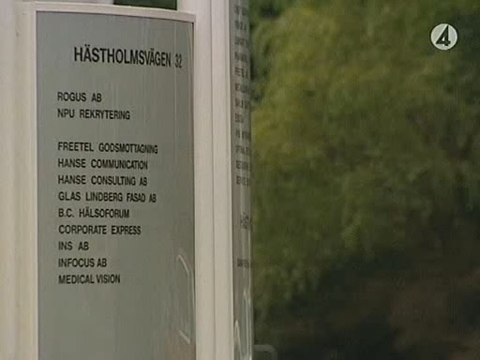 HÄSTHOLMSVÄGEN 32
ROGUS AB
NPU REKRYTERING
FREETEL GODSMOTTAGNING
HANSE COMMUNICATION
HANSE CONSULTING AB
GLAS LINDBERG FASAD AB
B.C. HÄLSOFORUM
CORPORATE EXPRESS
INS AB
INFOCUS AB
MEDICAL VISION
4